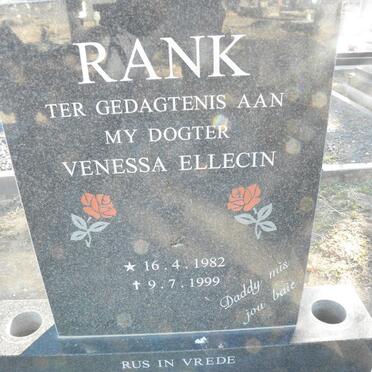 RANK
TER GEDAGTENIS AAN
MY DOGTER
VENESSA ELLECIN
★ 16.4.1982
✝ 9.7.1999
Daddy mis
jou baie
RUS IN VREDE